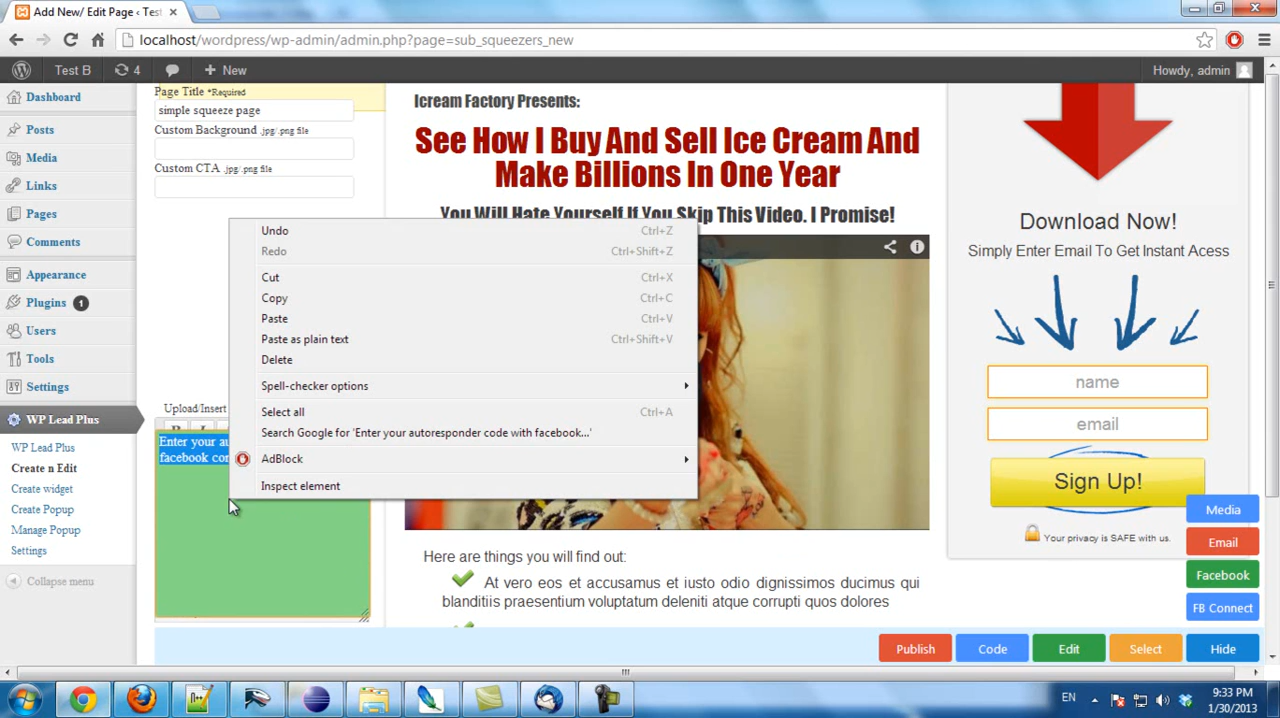 Add New/ Edit Page ‹ Test
localhost/wordpress/wp-admin/admin.php?page=sub_squeezers_new
Test B
4
New
Howdy, admin
Dashboard
Posts
Media
Links
Pages
Comments
Appearance
Plugins 1
Users
Tools
Settings
WP Lead Plus
WP Lead Plus
Create n Edit
Create widget
Create Popup
Manage Popup
Settings
Collapse menu
Page Title *Required
simple squeeze page
Custom Background .jpg/.png file
Custom CTA .jpg/.png file
Upload/Insert
Enter your au
facebook con
Undo Ctrl+Z
Redo Ctrl+Shift+Z
Cut Ctrl+X
Copy Ctrl+C
Paste Ctrl+V
Paste as plain text Ctrl+Shift+V
Delete
Spell-checker options
Select all Ctrl+A
Search Google for 'Enter your autoresponder code with facebook...'
AdBlock
Inspect element
Icream Factory Presents:
See How I Buy And Sell Ice Cream And
Make Billions In One Year
You Will Hate Yourself If You Skip This Video. I Promise!
Here are things you will find out:
At vero eos et accusamus et iusto odio dignissimos ducimus qui
blanditiis praesentium voluptatum deleniti atque corrupti quos dolores
Download Now!
Simply Enter Email To Get Instant Acess
name
email
Sign Up!
Your privacy is SAFE with us.
Media
Email
Facebook
FB Connect
Publish Code Edit Select Hide
EN
9:33 PM
1/30/2013